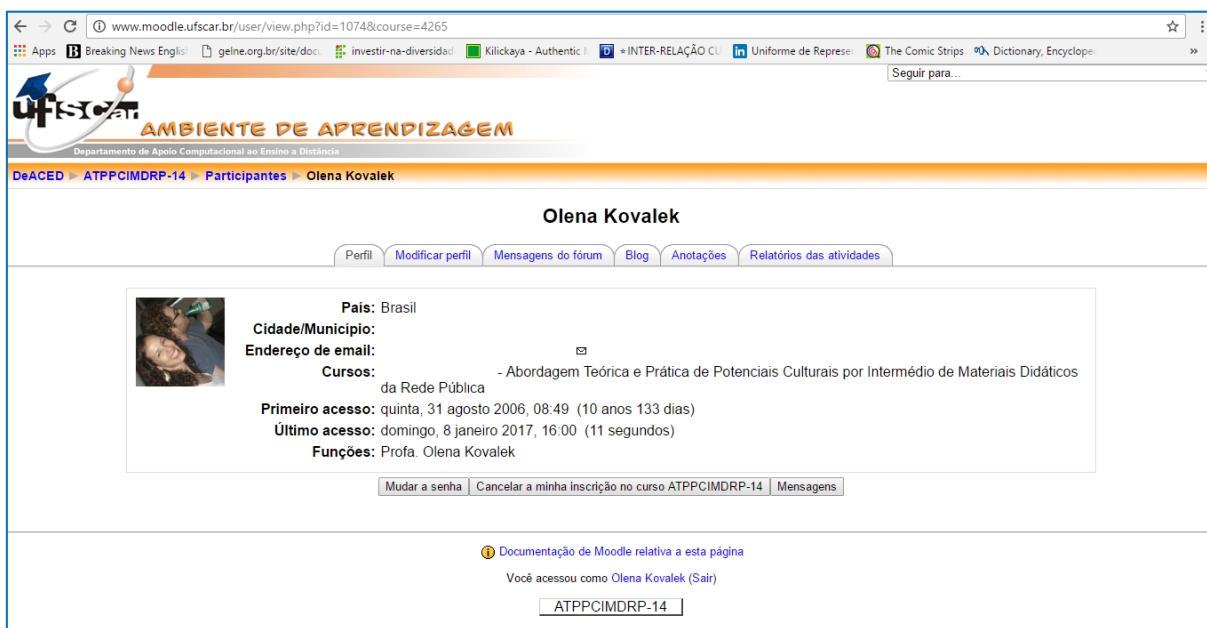 www.moodle.ufscar.br/user/view.php?id=1074&course=4265
Apps Breaking News Englis gelne.org.br/site/docu investir-na-diversidad Kilickaya - Authentic *INTER-RELAÇÃO CU Uniforme de Represe The Comic Strips Dictionary, Encyclope »
Seguir para...
ufscar
AMBIENTE DE APRENDIZAGEM
Departamento de Apoio Computacional ao Ensino a Distância
DeACED ► ATPPCIMDRP-14 ► Participantes ► Olena Kovalek
Olena Kovalek
Perfil Modificar perfil Mensagens do fórum Blog Anotações Relatórios das atividades
País: Brasil
Cidade/Município:
Endereço de email:
Cursos: - Abordagem Teórica e Prática de Potenciais Culturais por Intermédio de Materiais Didáticos
da Rede Pública
Primeiro acesso: quinta, 31 agosto 2006, 08:49 (10 anos 133 dias)
Último acesso: domingo, 8 janeiro 2017, 16:00 (11 segundos)
Funções: Profa. Olena Kovalek
Mudar a senha Cancelar a minha inscrição no curso ATPPCIMDRP-14 Mensagens
Documentação de Moodle relativa a esta página
Você acessou como Olena Kovalek (Sair)
ATPPCIMDRP-14